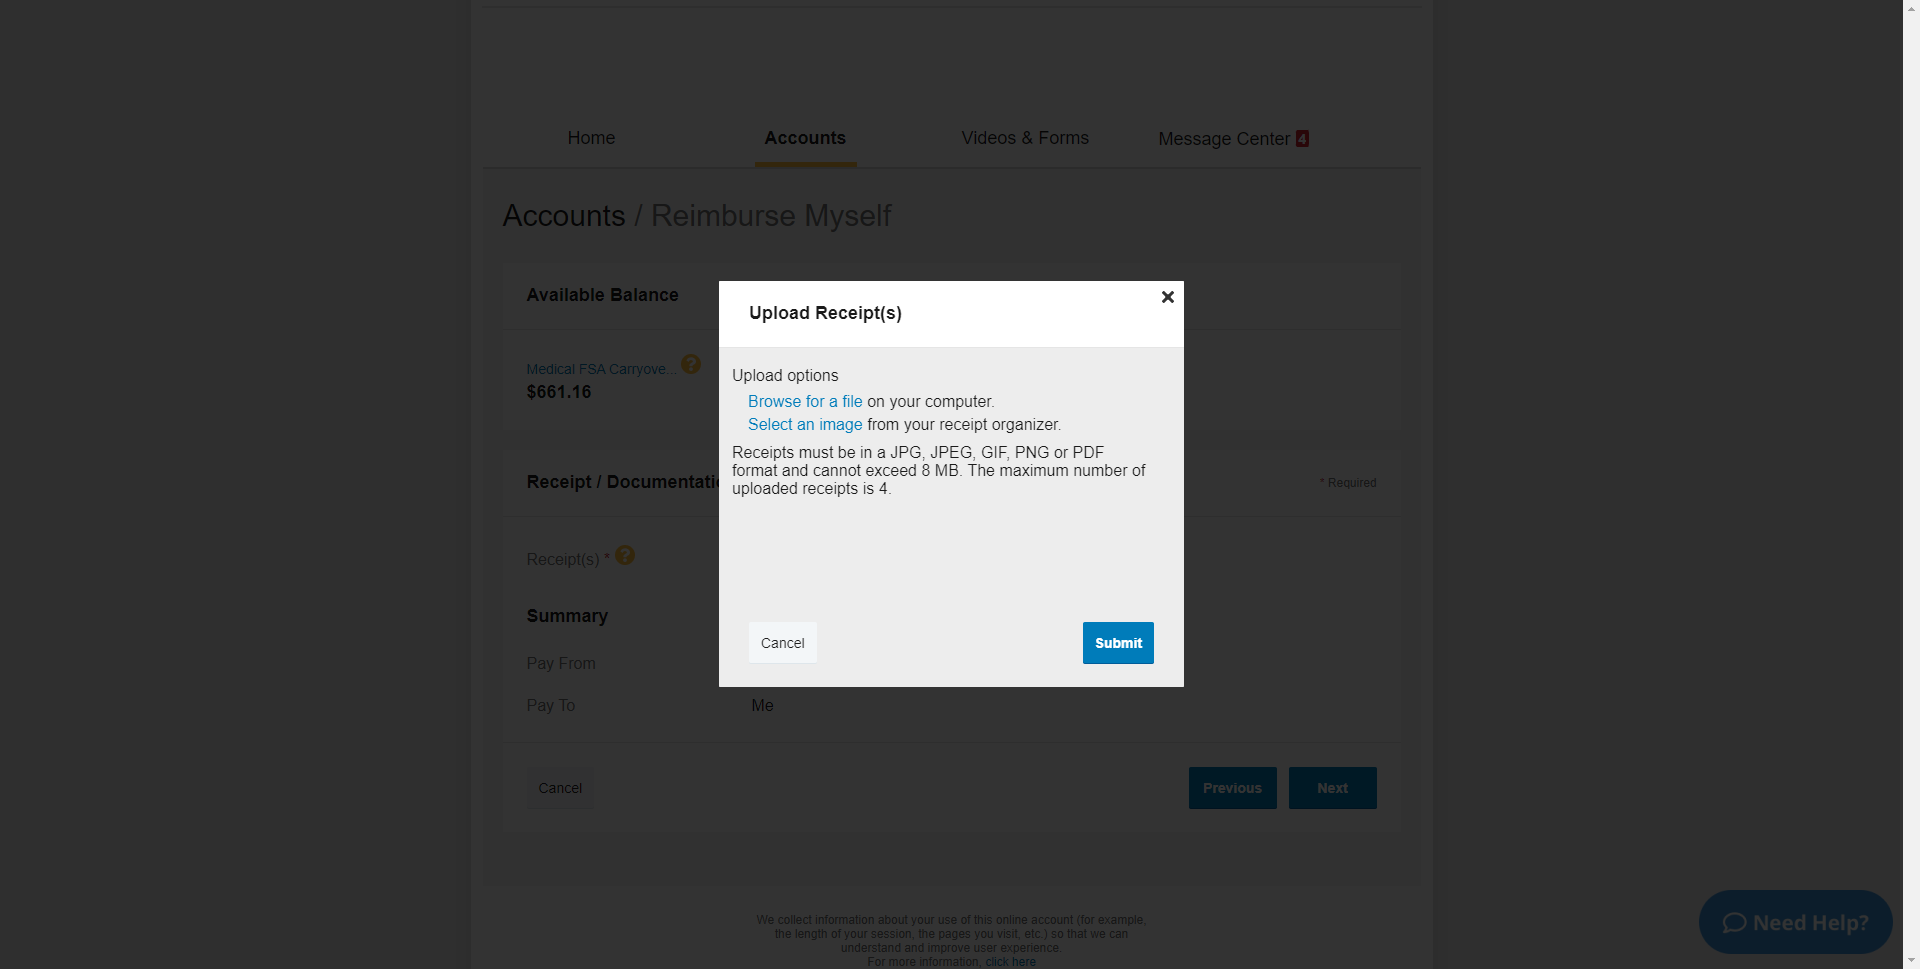 Home
Accounts
Videos & Forms
Message Center 4
Accounts / Reimburse Myself
Available Balance
Medical FSA Carryove... ?
$661.16
Receipt / Documentatio
* Required
Receipt(s) * ?
Summary
Pay From
Pay To
Me
Cancel
Previous
Next
Upload Receipt(s)
Upload options
Browse for a file on your computer.
Select an image from your receipt organizer.
Receipts must be in a JPG, JPEG, GIF, PNG or PDF
format and cannot exceed 8 MB. The maximum number of
uploaded receipts is 4.
Cancel
Submit
We collect information about your use of this online account (for example,
the length of your session, the pages you visit, etc.) so that we can
understand and improve user experience.
For more information, click here
Need Help?